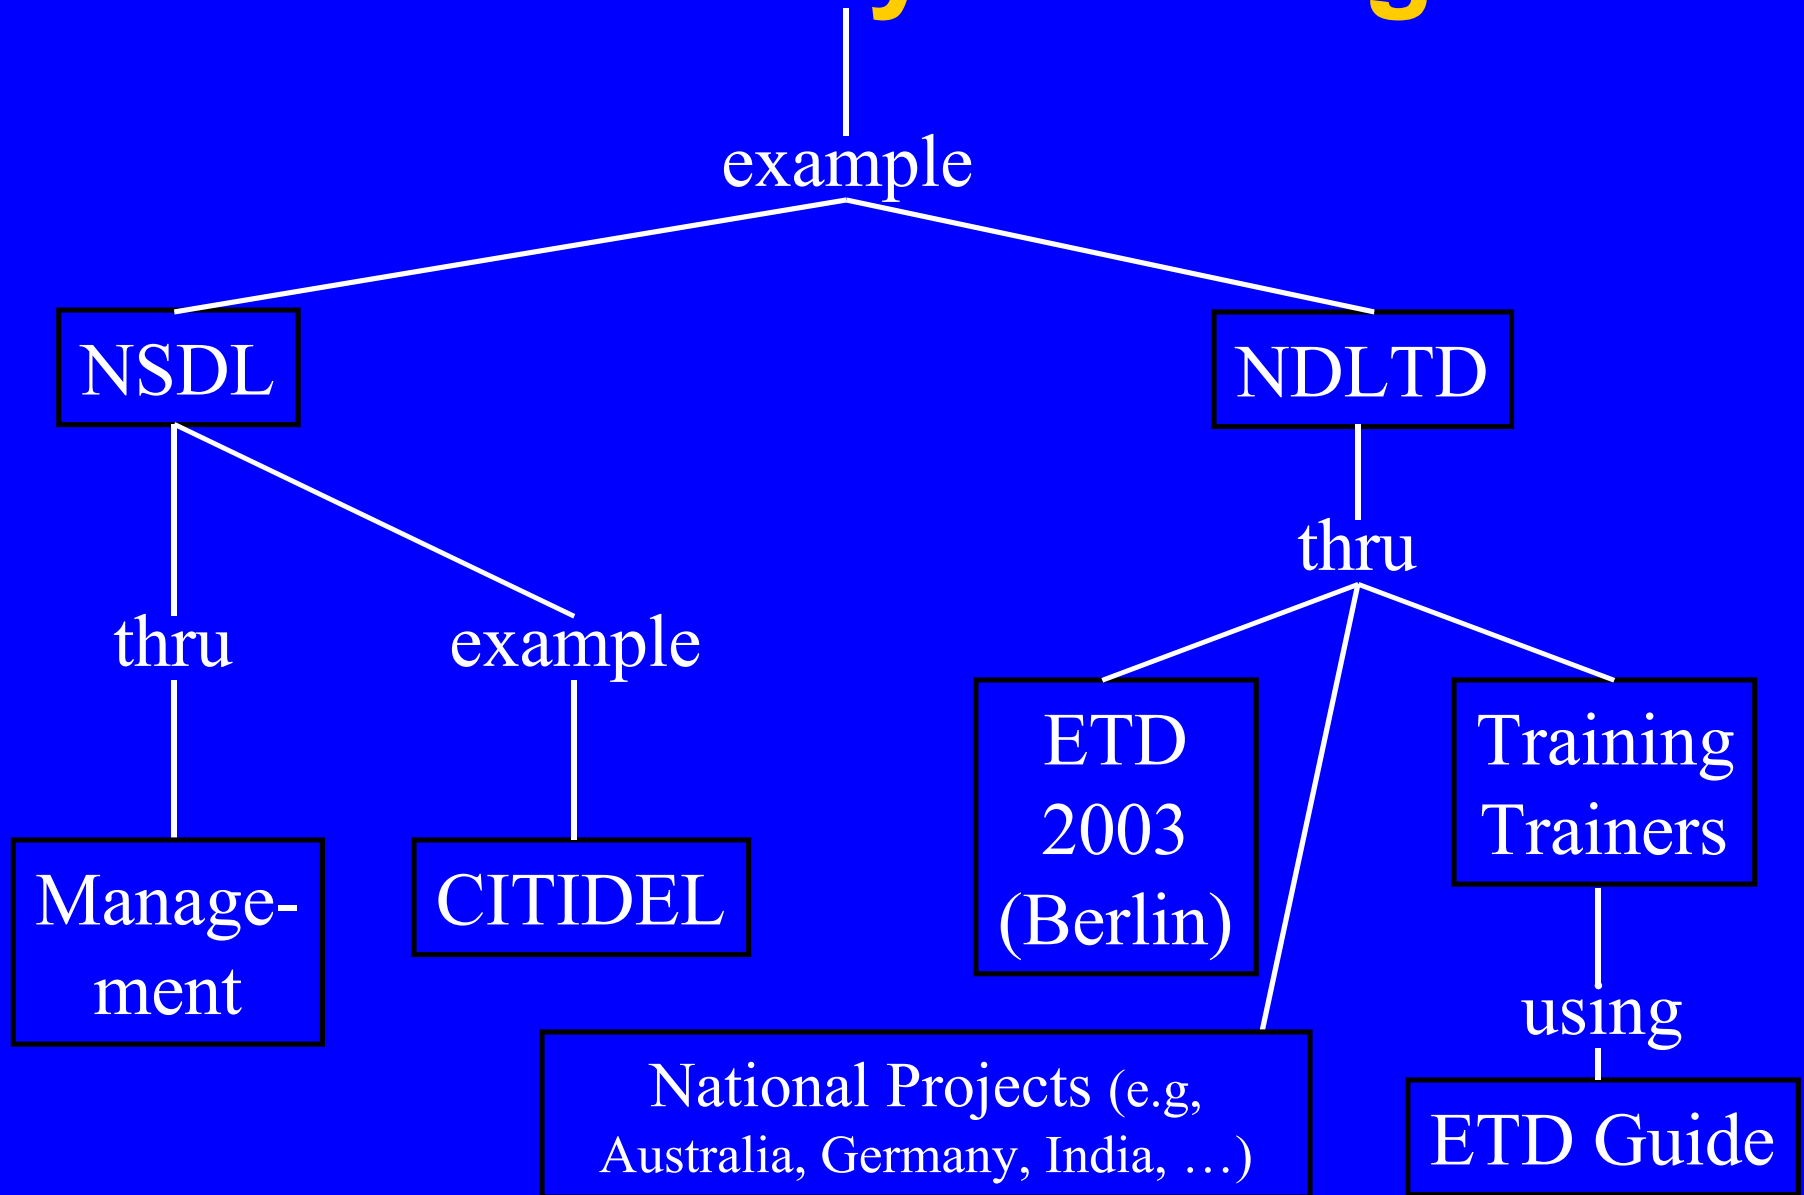 example
NSDL
NDLTD
thru
thru
example
ETD
2003
(Berlin)
Training
Trainers
Manage-
ment
CITIDEL
using
National Projects (e.g,
Australia, Germany, India, …)
ETD Guide